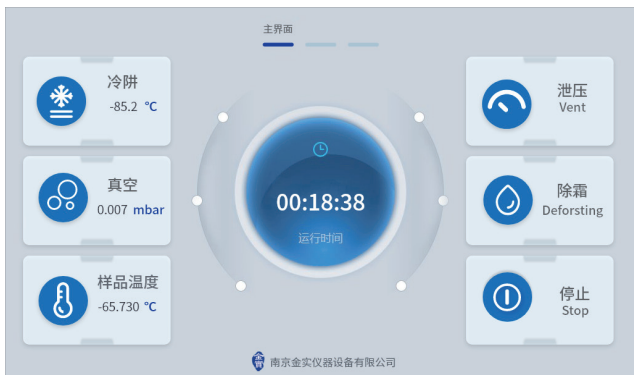 主界面
冷阱
-85.2 ℃
真空
0.007 mbar
样品温度
-65.730 ℃
00:18:38
运行时间
泄压
Vent
除霜
Deforsting
停止
Stop
南京金实仪器设备有限公司